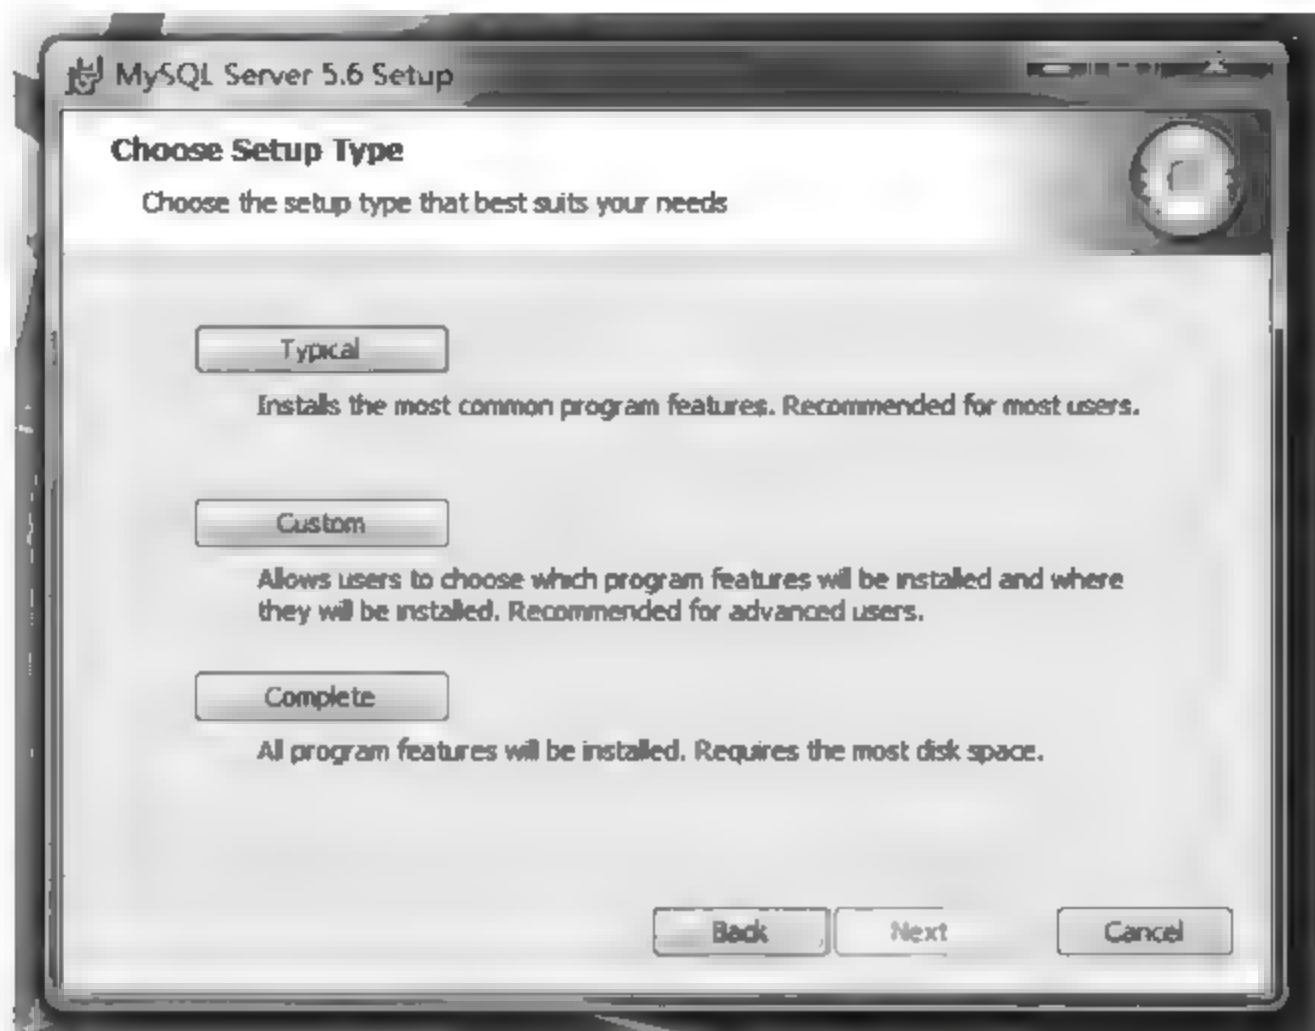 MySQL Server 5.6 Setup
Choose Setup Type
Choose the setup type that best suits your needs
Typical
Installs the most common program features. Recommended for most users.
Custom
Allows users to choose which program features will be installed and where
they will be installed. Recommended for advanced users.
Complete
All program features will be installed. Requires the most disk space.
Back Next Cancel